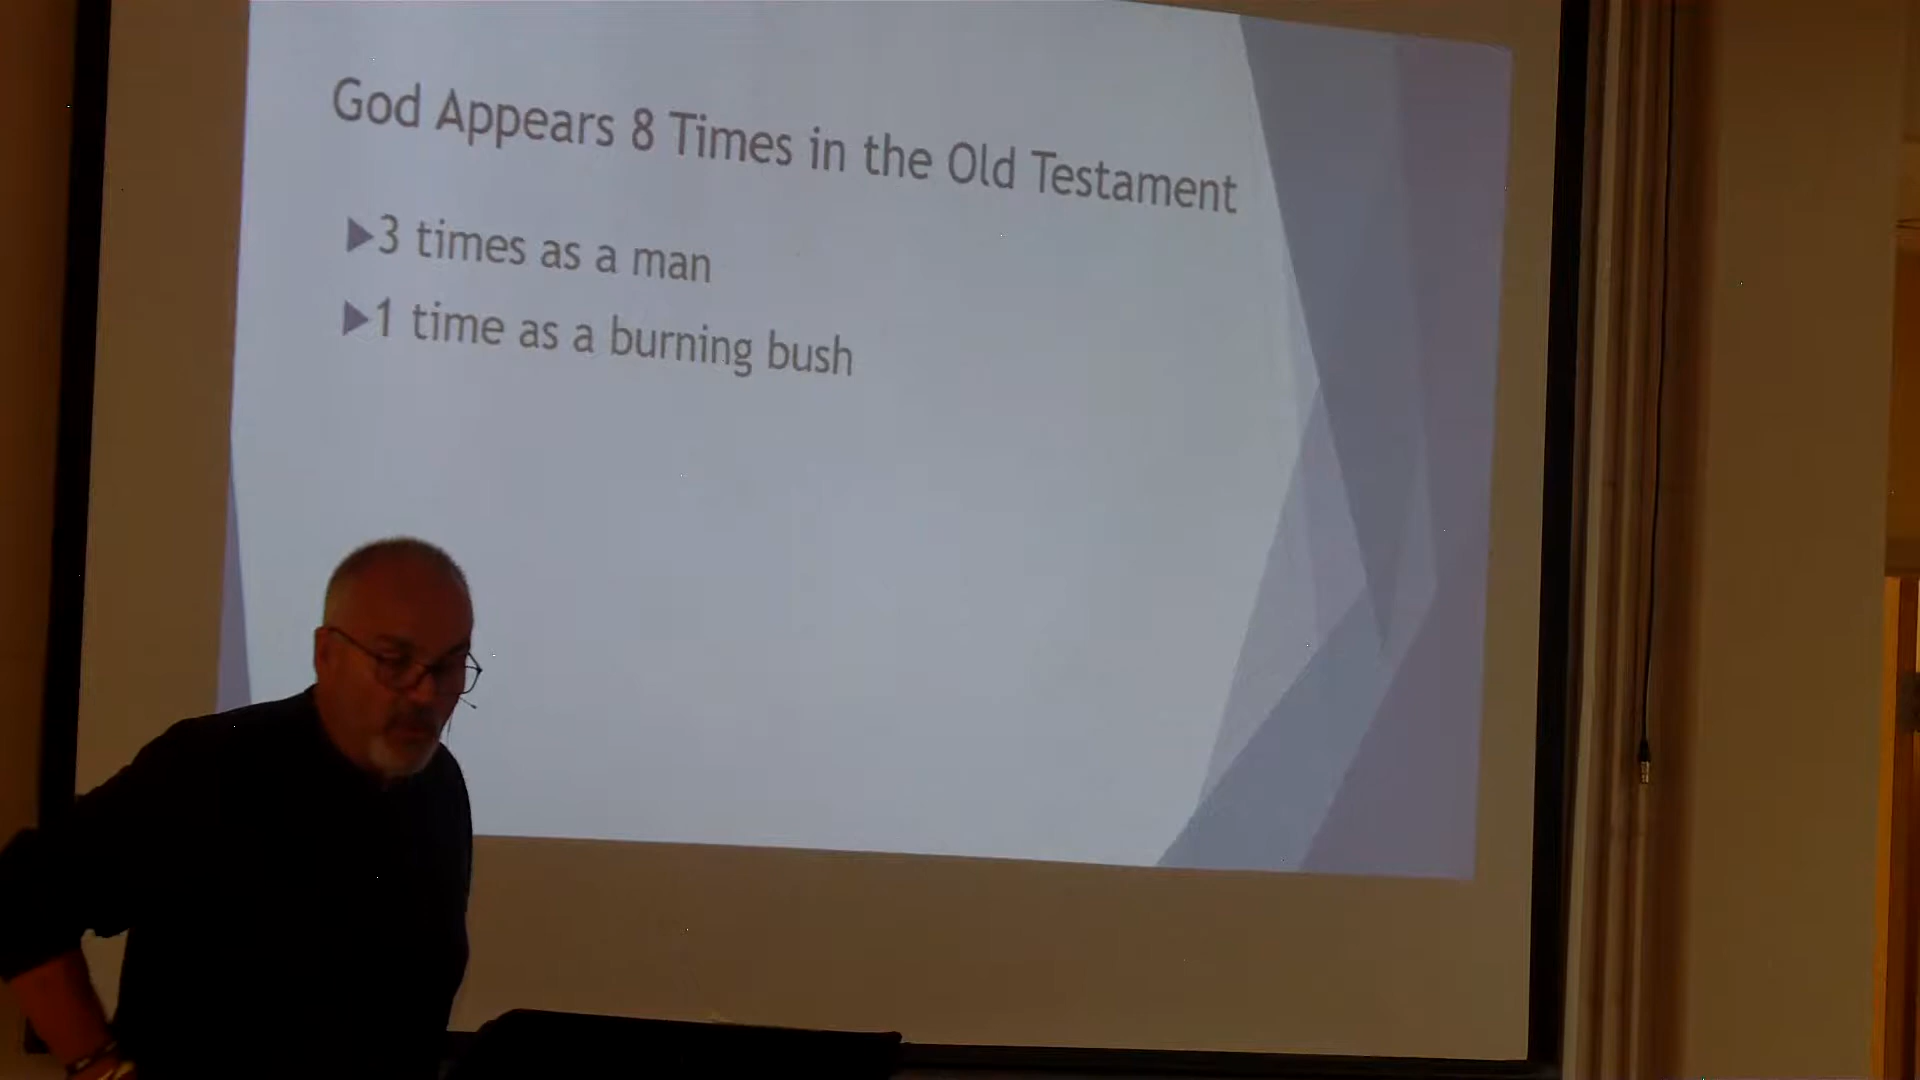 God Appears 8 Times in the Old Testament
▶3 times as a man
▶1 time as a burning bush